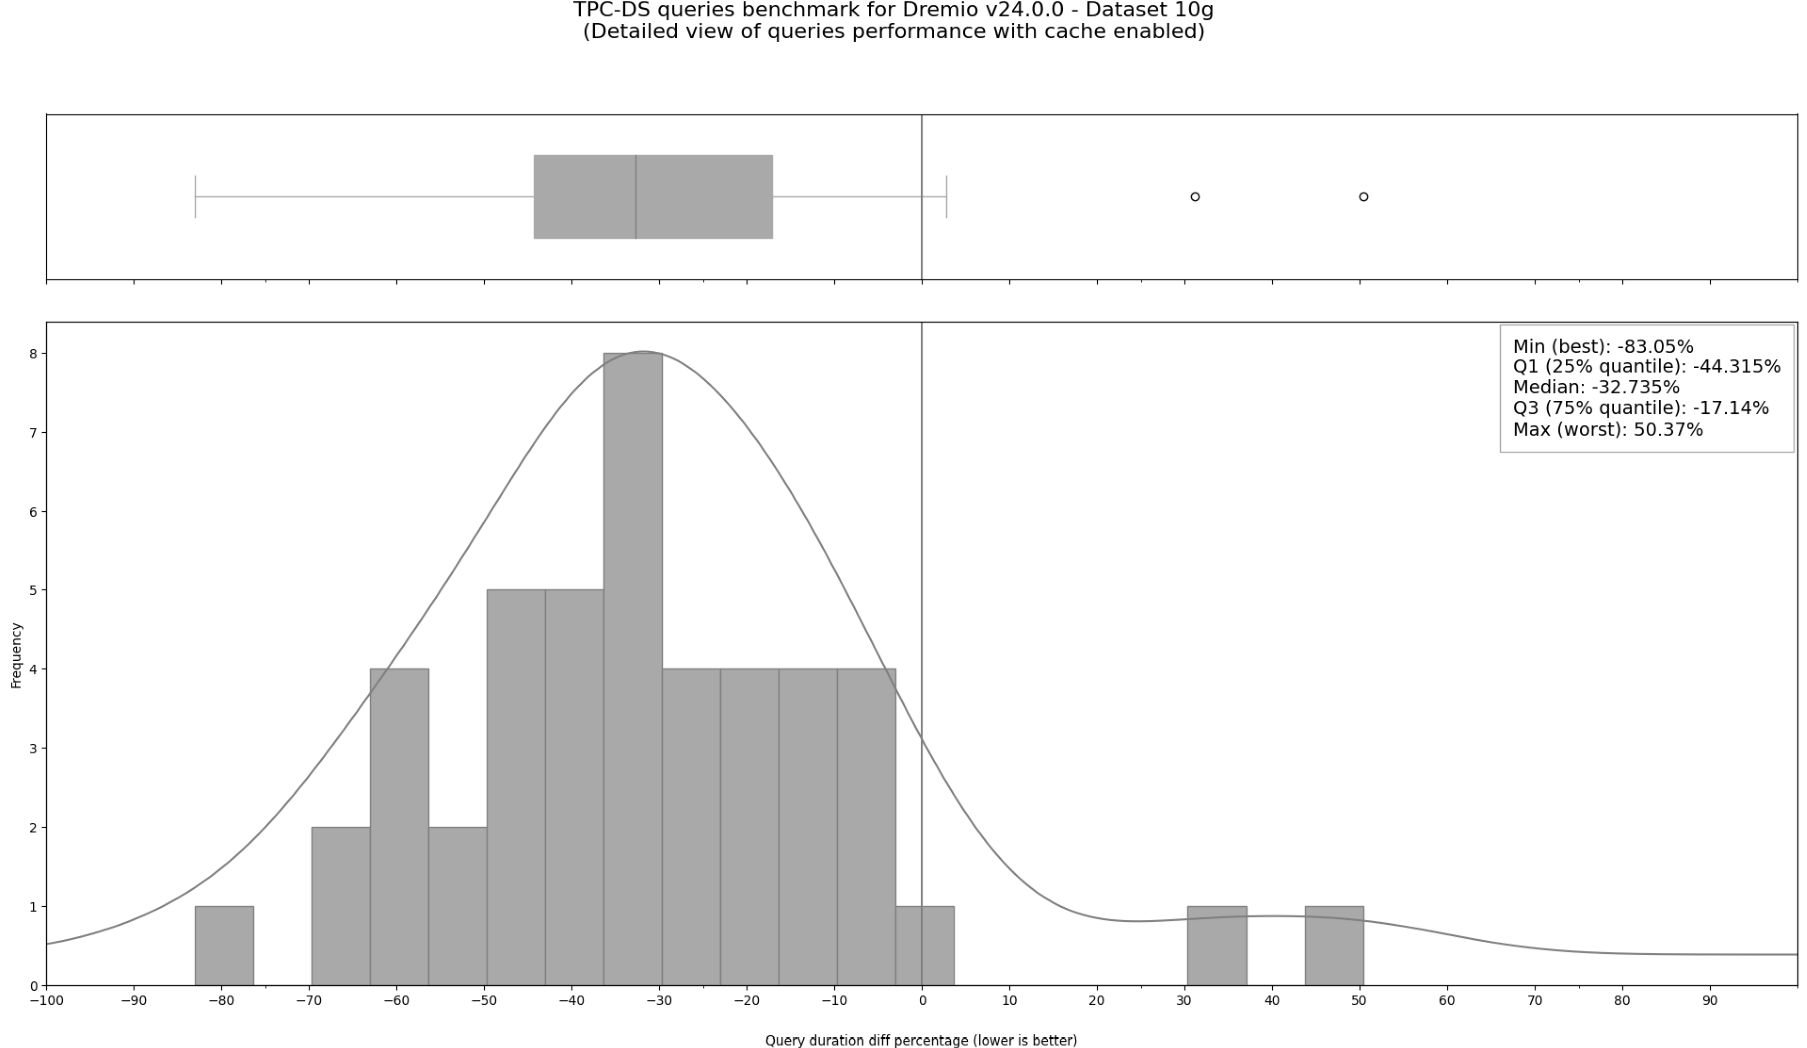 TPC-DS queries benchmark for Dremio v24.0.0 - Dataset 10g
(Detailed view of queries performance with cache enabled)
Min (best): -83.05%
Q1 (25% quantile): -44.315%
Median: -32.735%
Q3 (75% quantile): -17.14%
Max (worst): 50.37%
8
7
6
5
4
3
2
1
0
Frequency
−100 −90 −80 −70 −60 −50 −40 −30 −20 −10 0 10 20 30 40 50 60 70 80 90
Query duration diff percentage (lower is better)